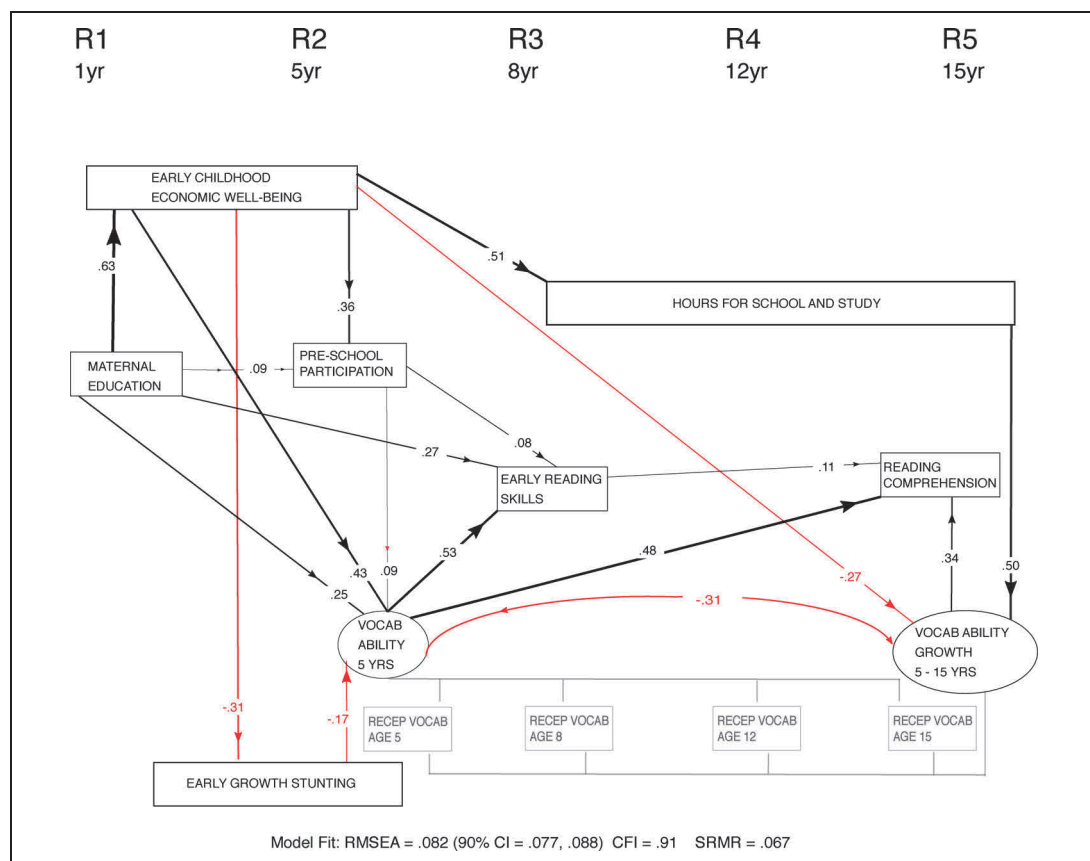 R1 R2 R3 R4 R5
1yr 5yr 8yr 12yr 15yr
EARLY CHILDHOOD
ECONOMIC WELL-BEING
.51
.63
HOURS FOR SCHOOL AND STUDY
.36
MATERNAL
EDUCATION
.09
PRE-SCHOOL
PARTICIPATION
.27
.08
EARLY READING
SKILLS
.11
READING
COMPREHENSION
.53
.48
.34
.50
.43
.09
.25
-.27
-.31
VOCAB
ABILITY
5 YRS
VOCAB ABILITY
GROWTH
5 - 15 YRS
-.31
-.17
RECEP VOCAB
AGE 5
RECEP VOCAB
AGE 8
RECEP VOCAB
AGE 12
RECEP VOCAB
AGE 15
EARLY GROWTH STUNTING
Model Fit: RMSEA = .082 (90% CI = .077, .088) CFI = .91 SRMR = .067